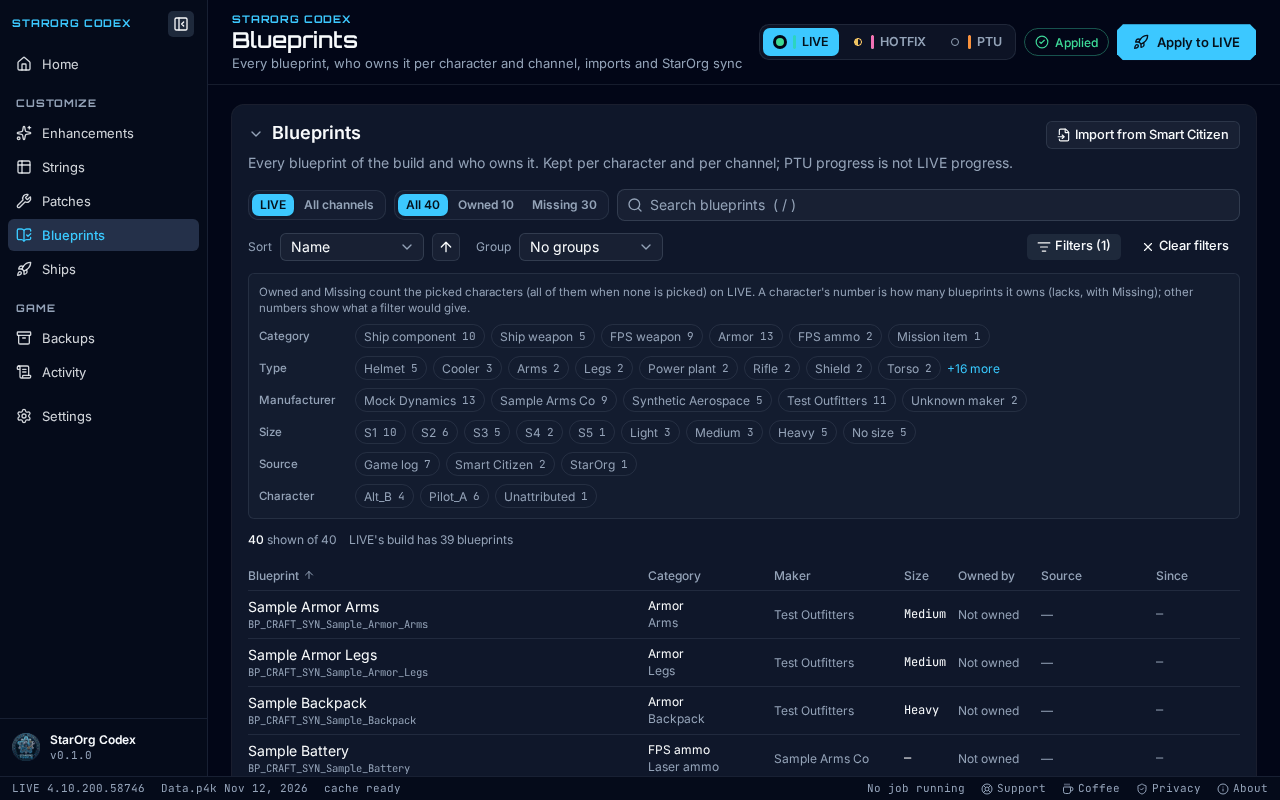 STARORG CODEX
Home
CUSTOMIZE
Enhancements
Strings
Patches
Blueprints
Ships
GAME
Backups
Activity
Settings
StarOrg Codex
v0.1.0
STARORG CODEX
Blueprints
Every blueprint, who owns it per character and channel, imports and StarOrg sync
LIVE HOTFIX PTU
Applied
Apply to LIVE
Blueprints
Import from Smart Citizen
Every blueprint of the build and who owns it. Kept per character and per channel; PTU progress is not LIVE progress.
LIVE All channels All 40 Owned 10 Missing 30 Search blueprints ( / )
Sort Name Group No groups Filters (1) Clear filters
Owned and Missing count the picked characters (all of them when none is picked) on LIVE. A character's number is how many blueprints it owns (lacks, with Missing); other
numbers show what a filter would give.
Category Ship component 10 Ship weapon 5 FPS weapon 9 Armor 13 FPS ammo 2 Mission item 1
Type Helmet 5 Cooler 3 Arms 2 Legs 2 Power plant 2 Rifle 2 Shield 2 Torso 2 +16 more
Manufacturer Mock Dynamics 13 Sample Arms Co 9 Synthetic Aerospace 5 Test Outfitters 11 Unknown maker 2
Size S1 10 S2 6 S3 5 S4 2 S5 1 Light 3 Medium 3 Heavy 5 No size 5
Source Game log 7 Smart Citizen 2 StarOrg 1
Character Alt_B 4 Pilot_A 6 Unattributed 1
40 shown of 40 LIVE's build has 39 blueprints
Blueprint ↑ Category Maker Size Owned by Source Since
Sample Armor Arms Armor Test Outfitters Medium Not owned — —
BP_CRAFT_SYN_Sample_Armor_Arms Arms
Sample Armor Legs Armor Test Outfitters Medium Not owned — —
BP_CRAFT_SYN_Sample_Armor_Legs Legs
Sample Backpack Armor Test Outfitters Heavy Not owned — —
BP_CRAFT_SYN_Sample_Backpack Backpack
Sample Battery FPS ammo Sample Arms Co — Not owned — —
BP_CRAFT_SYN_Sample_Battery Laser ammo
LIVE 4.10.200.58746 Data.p4k Nov 12, 2026 cache ready No job running Support Coffee Privacy About